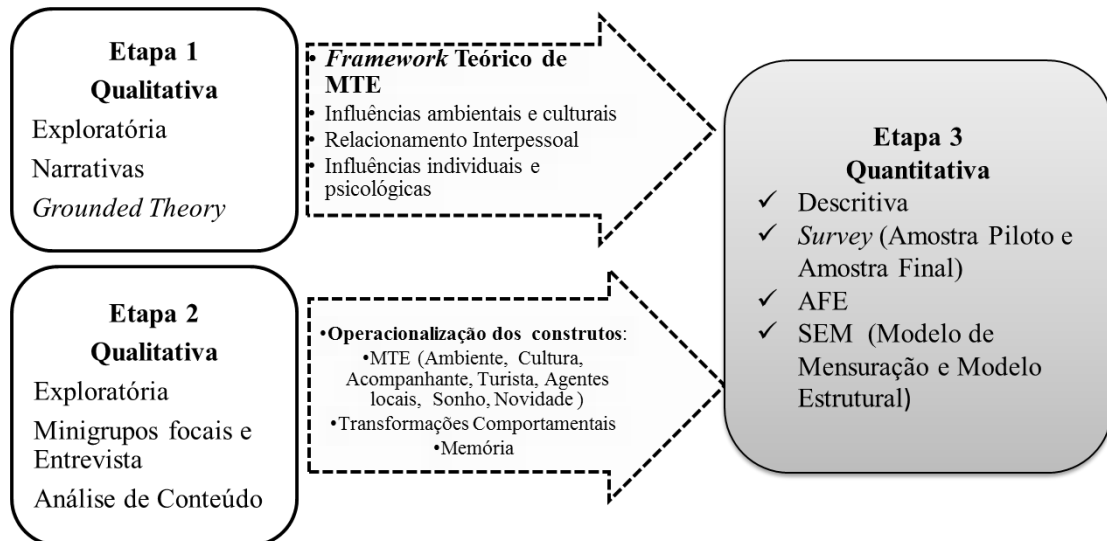 Etapa 1
Qualitativa
Exploratória
Narrativas
Grounded Theory
• Framework Teórico de
MTE
• Influências ambientais e culturais
• Relacionamento Interpessoal
• Influências individuais e
psicológicas
Etapa 2
Qualitativa
Exploratória
Minigrupos focais e
Entrevista
Análise de Conteúdo
•Operacionalização dos construtos:
•MTE (Ambiente, Cultura,
Acompanhante, Turista, Agentes
locais, Sonho, Novidade )
•Transformações Comportamentais
•Memória
Etapa 3
Quantitativa
✓ Descritiva
✓ Survey (Amostra Piloto e
Amostra Final)
✓ AFE
✓ SEM (Modelo de
Mensuração e Modelo
Estrutural)